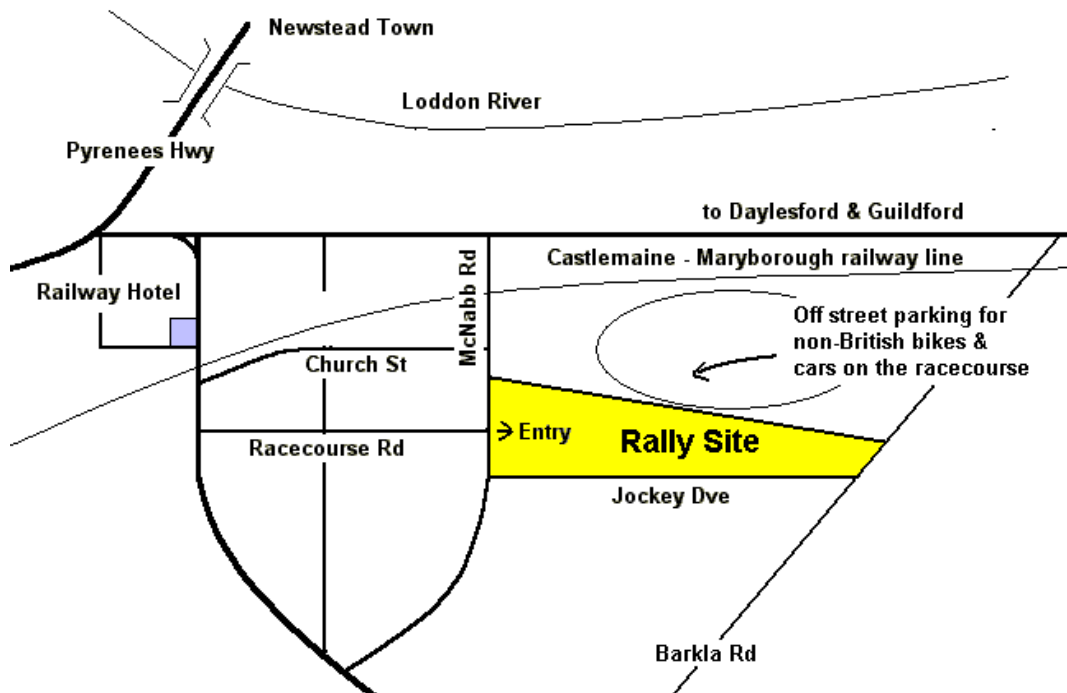 Newstead Town
Loddon River
Pyrenees Hwy
to Daylesford & Guildford
McNabb Rd
Castlemaine - Maryborough railway line
Railway Hotel
Off street parking for
non-British bikes &
cars on the racecourse
Church St
Entry
Rally Site
Racecourse Rd
Jockey Dve
Barkla Rd